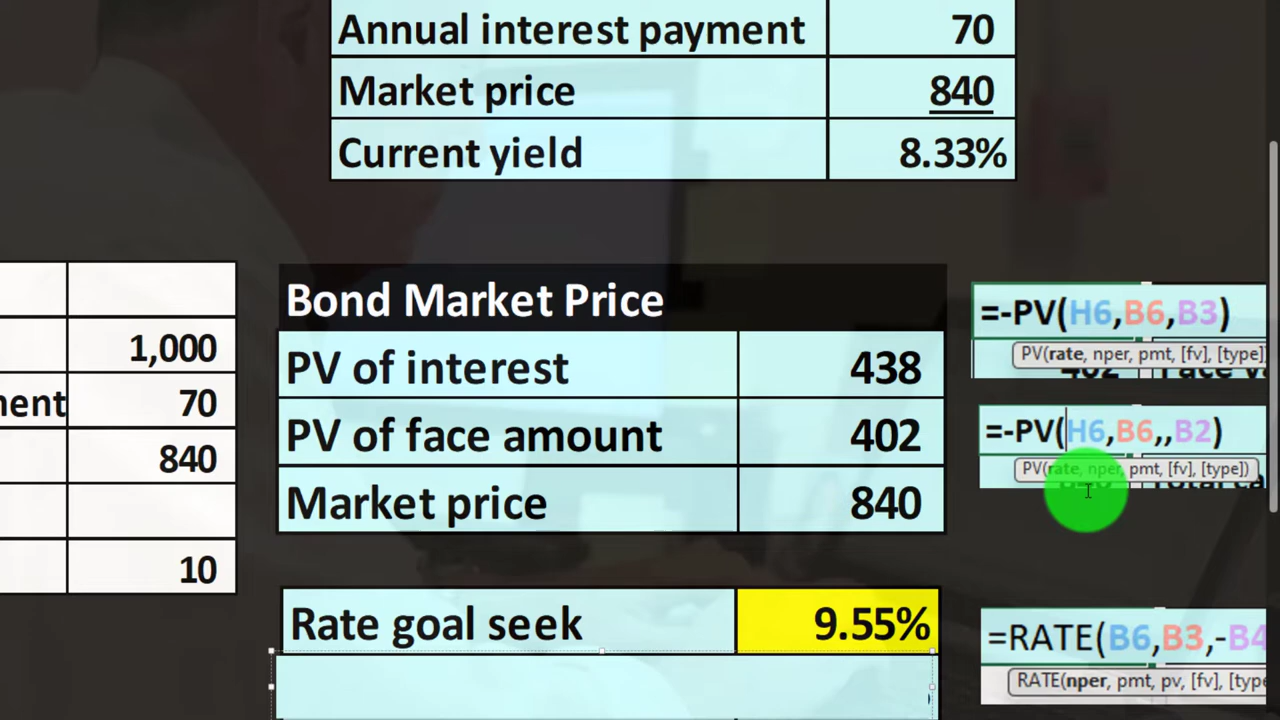 Annual interest payment 70
Market price 840
Current yield 8.33%
1,000
70
840
10
Bond Market Price
PV of interest 438
PV of face amount 402
Market price 840
Rate goal seek 9.55%
=-PV(H6,B6,B3)
PV(rate, nper, pmt, [fv], [type])
=-PV(H6,B6,,B2)
PV(rate, nper, pmt, [fv], [type])
=RATE(B6,B3,-B4
RATE(nper, pmt, pv, [fv], [type